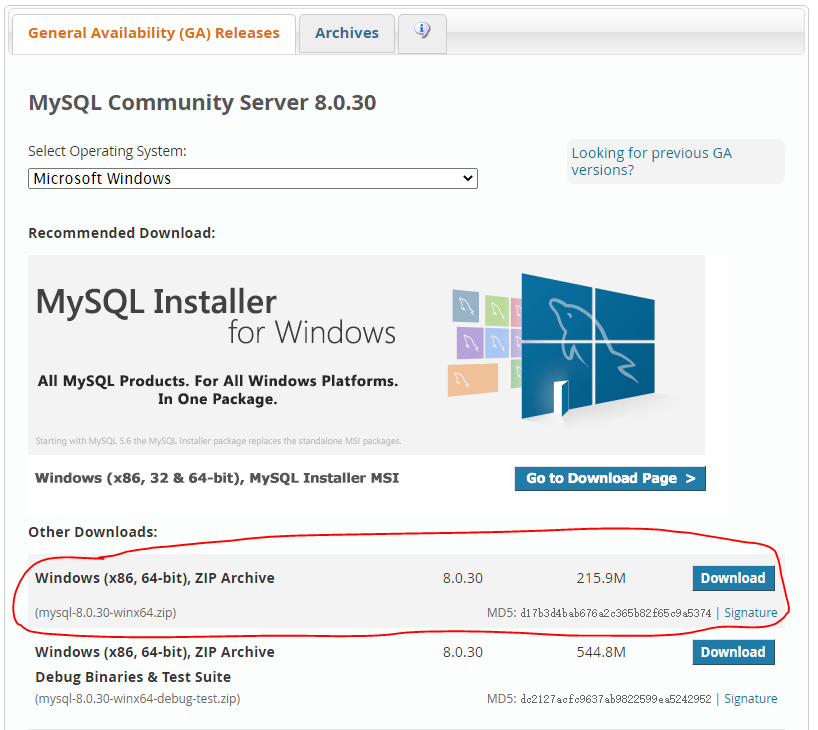 General Availability (GA) Releases
Archives
MySQL Community Server 8.0.30
Select Operating System:
Looking for previous GA
versions?
Microsoft Windows
Recommended Download:
MySQL Installer
for Windows
All MySQL Products. For All Windows Platforms.
In One Package.
Starting with MySQL 5.6 the MySQL Installer package replaces the standalone MSI packages.
Windows (x86, 32 & 64-bit), MySQL Installer MSI
Go to Download Page >
Other Downloads:
Windows (x86, 64-bit), ZIP Archive 8.0.30 215.9M Download
(mysql-8.0.30-winx64.zip) MD5: d17b3d4bab676a2c365b82f65c9a5374 | Signature
Windows (x86, 64-bit), ZIP Archive 8.0.30 544.8M Download
Debug Binaries & Test Suite
(mysql-8.0.30-winx64-debug-test.zip) MD5: dc2127acfc9637ab9822599ea5242952 | Signature